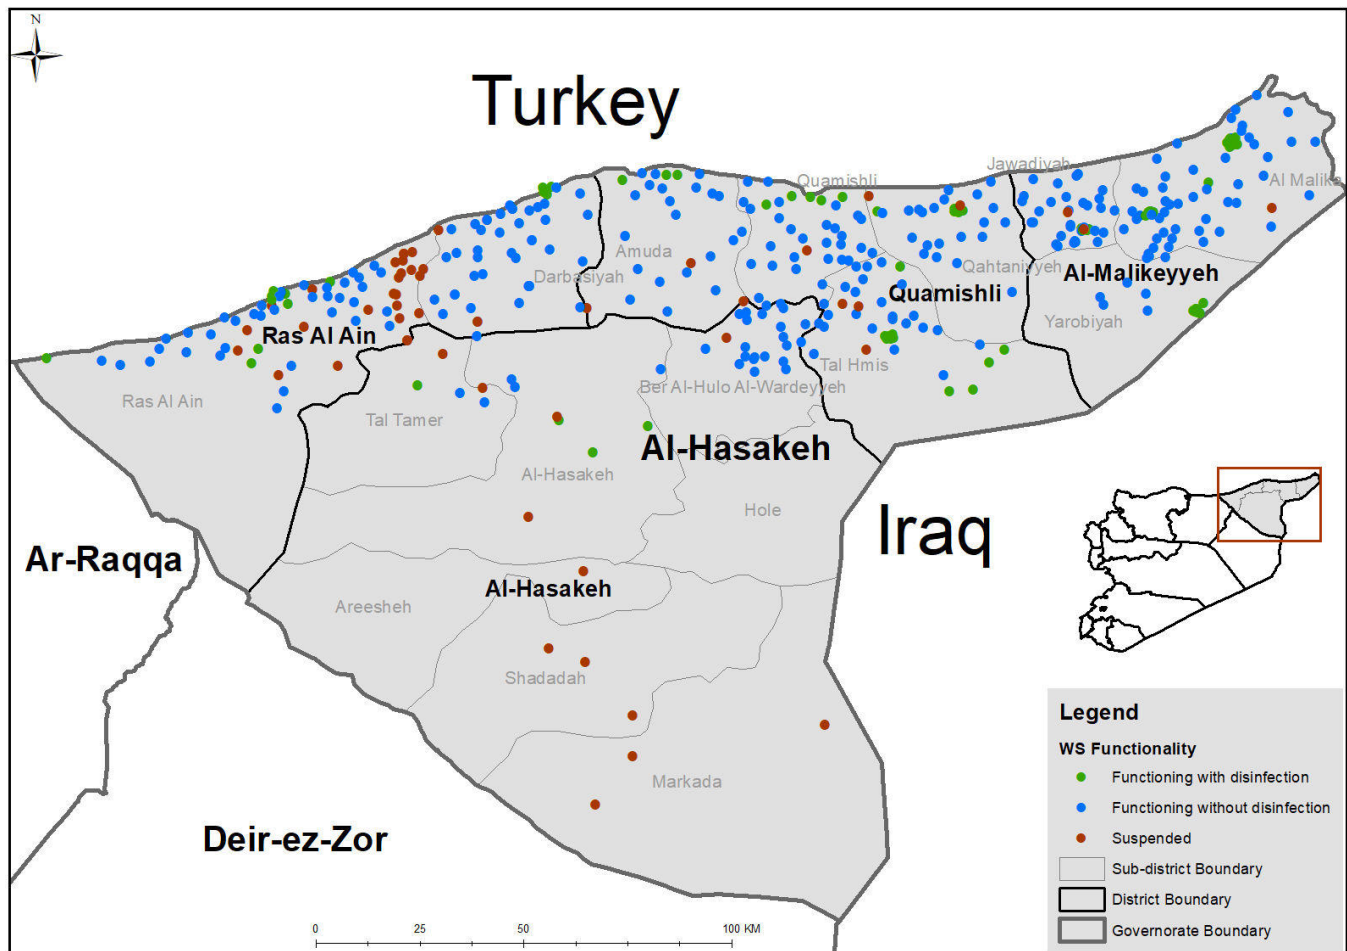 N
Turkey
Jawadiyah
Quamishli
Al Malike
Amuda
Darbasiyah
Qahtaniyyeh
Al-Malikeyyeh
Quamishli
Yarobiyah
Ras Al Ain
Tal Hmis
Ber Al-Hulo Al-Wardeyyeh
Ras Al Ain
Tal Tamer
Al-Hasakeh
Al-Hasakeh
Hole
Iraq
Ar-Raqqa
Al-Hasakeh
Areesheh
Shadadah
Markada
Deir-ez-Zor
Legend
WS Functionality
Functioning with disinfection
Functioning without disinfection
Suspended
Sub-district Boundary
District Boundary
Governorate Boundary
0 25 50 100 KM